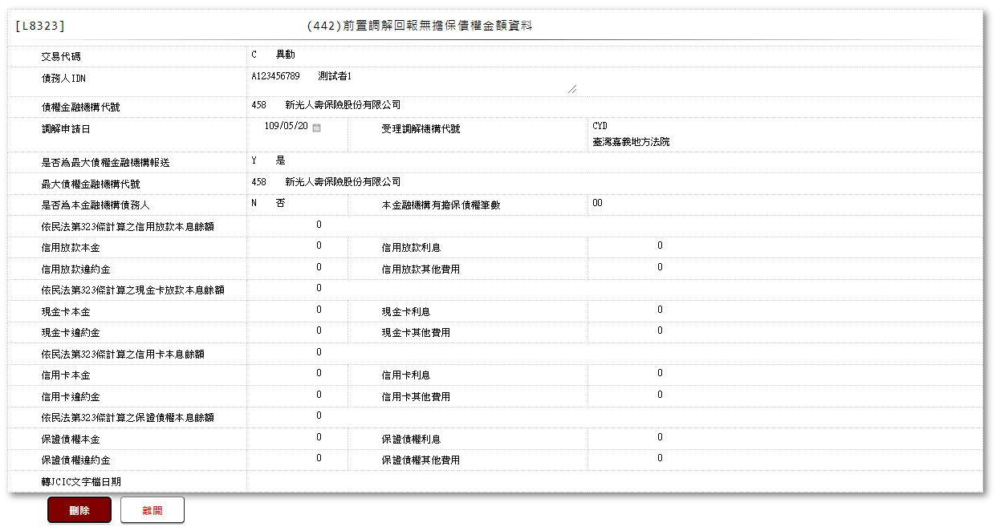 [L8323] (442)前置調解回報無擔保債權金額資料
交易代碼 C 異動
債務人IDN A123456789 測試者1
債權金融機構代號 458 新光人壽保險股份有限公司
調解申請日 109/05/20 受理調解機構代號 CYD
臺灣嘉義地方法院
是否為最大債權金融機構報送 Y 是
最大債權金融機構代號 458 新光人壽保險股份有限公司
是否為本金融機構債務人 N 否 本金融機構有擔保債權筆數 00
依民法第323條計算之信用放款本息餘額 0
信用放款本金 0 信用放款利息 0
信用放款違約金 0 信用放款其他費用 0
依民法第323條計算之現金卡放款本息餘額 0
現金卡本金 0 現金卡利息 0
現金卡違約金 0 現金卡其他費用 0
依民法第323條計算之信用卡本息餘額 0
信用卡本金 0 信用卡利息 0
信用卡違約金 0 信用卡其他費用 0
依民法第323條計算之保證債權本息餘額 0
保證債權本金 0 保證債權利息 0
保證債權違約金 0 保證債權其他費用 0
轉JCIC文字檔日期
刪除 離開